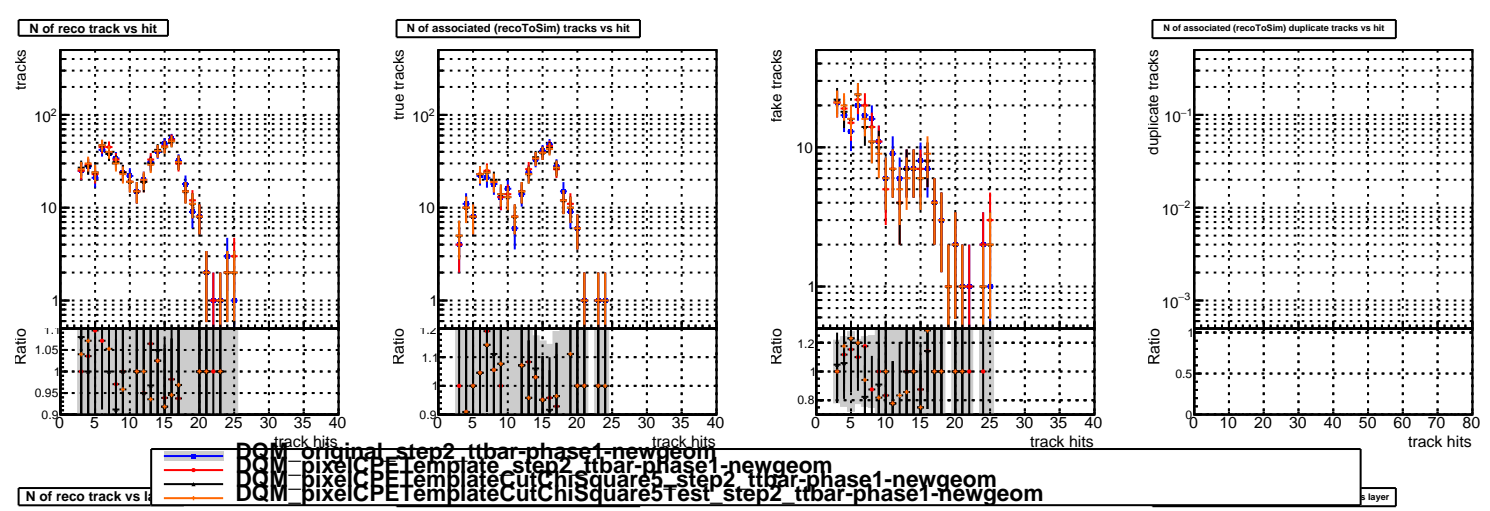 N of reco track vs hit
N of associated (recoToSim) tracks vs hit
N of associated (recoToSim) duplicate tracks vs hit
tracks
10²
10
1
Ratio
1.1
1.05
1
0.95
0.9
0 5 10 15 20 25 30 35 40
track hits
true tracks
10²
10
1
Ratio
1.2
1.1
1
0.9
0 5 10 15 20 25 30 35 40
track hits
fake tracks
10
1
Ratio
1.2
1
0.8
0 5 10 15 20 25 30 35 40
track hits
duplicate tracks
10⁻¹
10⁻²
10⁻³
Ratio
1
0.5
0
0 10 20 30 40 50 60 70 80
track hits
DQM_original_step2_ttbar-phase1-newgeom
DQM_pixelCPETemplate_step2_ttbar-phase1-newgeom
DQM_pixelCPETemplateCutChiSquare5_step2_ttbar-phase1-newgeom
DQM_pixelCPETemplateCutChiSquare5Test_step2_ttbar-phase1-newgeom
N of reco track vs
layer